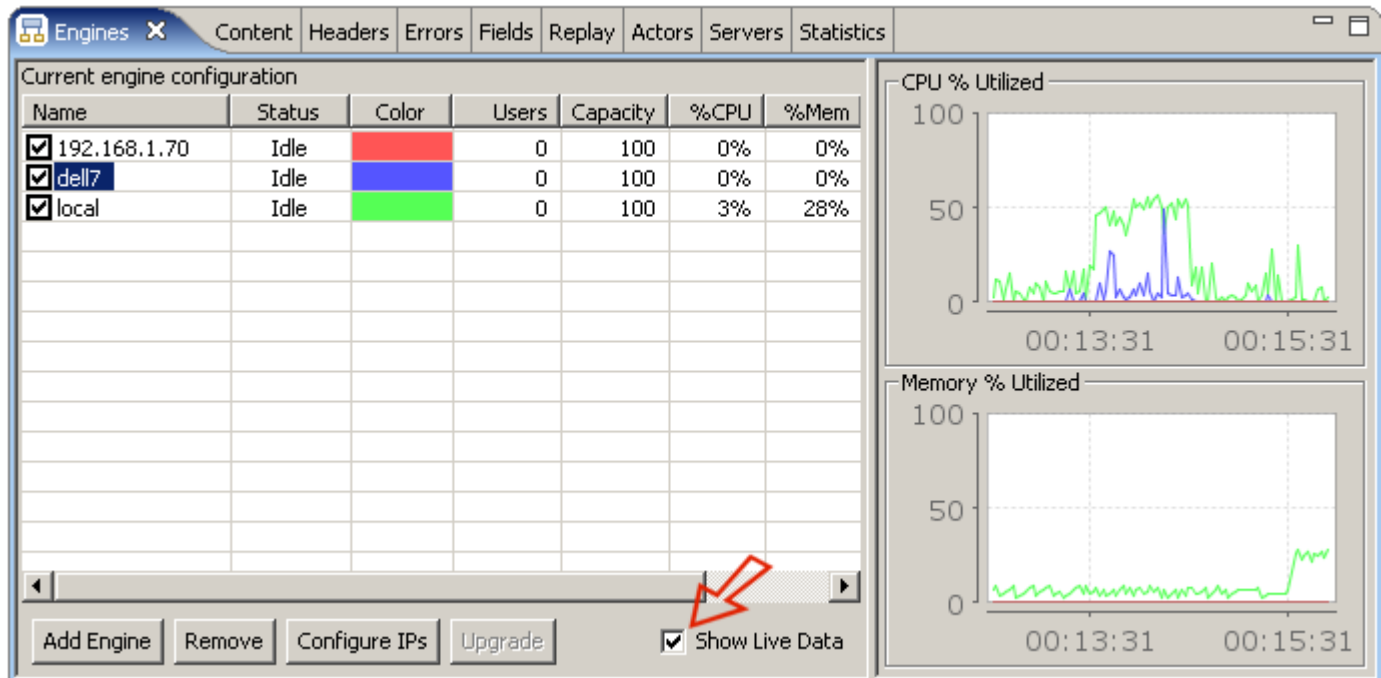 Engines Content Headers Errors Fields Replay Actors Servers Statistics
Current engine configuration
Name Status Color Users Capacity %CPU %Mem
192.168.1.70 Idle 0 100 0% 0%
dell7 Idle 0 100 0% 0%
local Idle 0 100 3% 28%
Add Engine Remove Configure IPs Upgrade Show Live Data
CPU % Utilized
100
50
0
00:13:31 00:15:31
Memory % Utilized
100
50
0
00:13:31 00:15:31